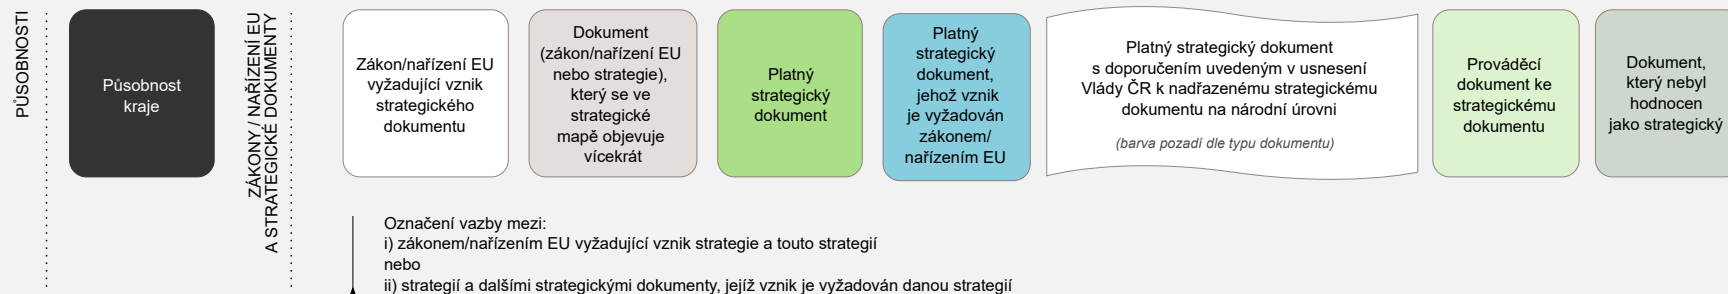 PŮSOBNOSTI
Působnost
kraje
ZÁKONY / NAŘÍZENÍ EU
A STRATEGICKÉ DOKUMENTY
Zákon/nařízení EU
vyžadující vznik
strategického
dokumentu
Dokument
(zákon/nařízení EU
nebo strategie),
který se ve
strategické
mapě objevuje
vícekrát
Platný
strategický
dokument
Platný
strategický
dokument,
jehož vznik
je vyžadován
zákonem/
nařízením EU
Platný strategický dokument
s doporučením uvedeným v usnesení
Vlády ČR k nadřazenému strategickému
dokumentu na národní úrovni
(barva pozadí dle typu dokumentu)
Prováděcí
dokument ke
strategickému
dokumentu
Dokument,
který nebyl
hodnocen
jako strategický
Označení vazby mezi:
i) zákonem/nařízením EU vyžadující vznik strategie a touto strategií
nebo
ii) strategií a dalšími strategickými dokumenty, jejíž vznik je vyžadován danou strategií